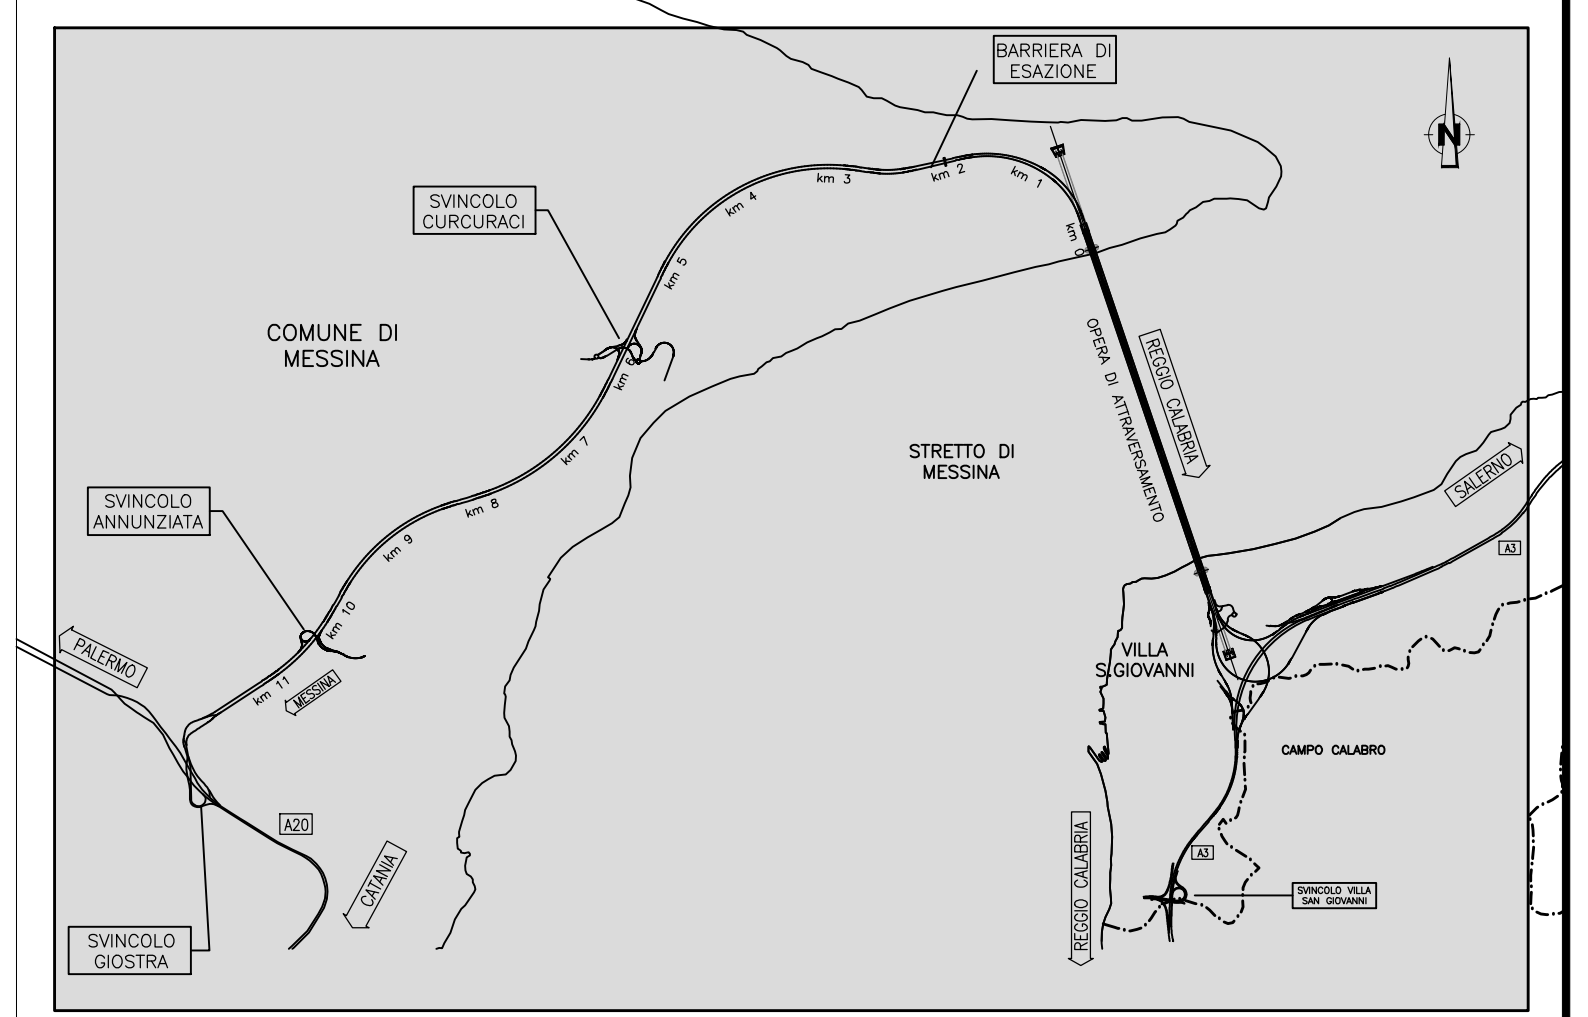 BARRIERA DI
ESAZIONE
N
km 3
km 2
km 1
km 4
SVINCOLO
CURCURACI
km 0
km 5
COMUNE DI
MESSINA
OPERA DI ATTRAVERSAMENTO
REGGIO CALABRIA
km 6
km 7
STRETTO DI
MESSINA
SALERNO
SVINCOLO
ANNUNZIATA
km 8
km 9
A3
km 10
PALERMO
VILLA
S.GIOVANNI
km 11
MESSINA
CAMPO CALABRO
A20
CATANIA
REGGIO CALABRIA
A3
SVINCOLO VILLA
SAN GIOVANNI
SVINCOLO
GIOSTRA